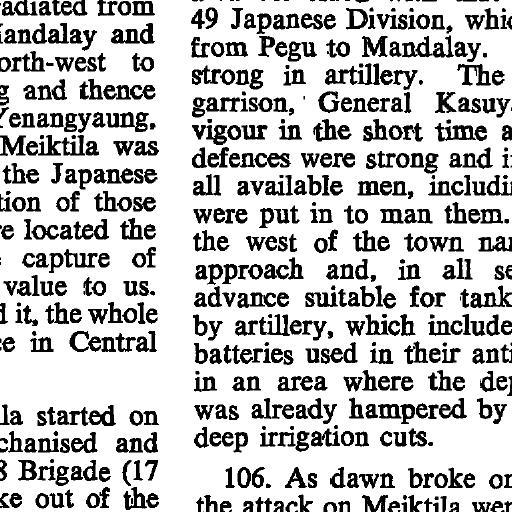 radiated from
Mandalay and
north-west to
and thence
Yenangyaung.
Meiktila was
the Japanese
tion of those
re located the
capture of
value to us.
d it, the whole
ce in Central
la started on
chanised and
8 Brigade (17
ke out of the
49 Japanese Division, whic
from Pegu to Mandalay.
strong in artillery. The
garrison, General Kasuy
vigour in the short time a
defences were strong and i
all available men, includi
were put in to man them.
the west of the town na
approach and, in all se
advance suitable for tank
by artillery, which include
batteries used in their anti
in an area where the de
was already hampered by
deep irrigation cuts.
106. As dawn broke on
the attack on Meiktila wer